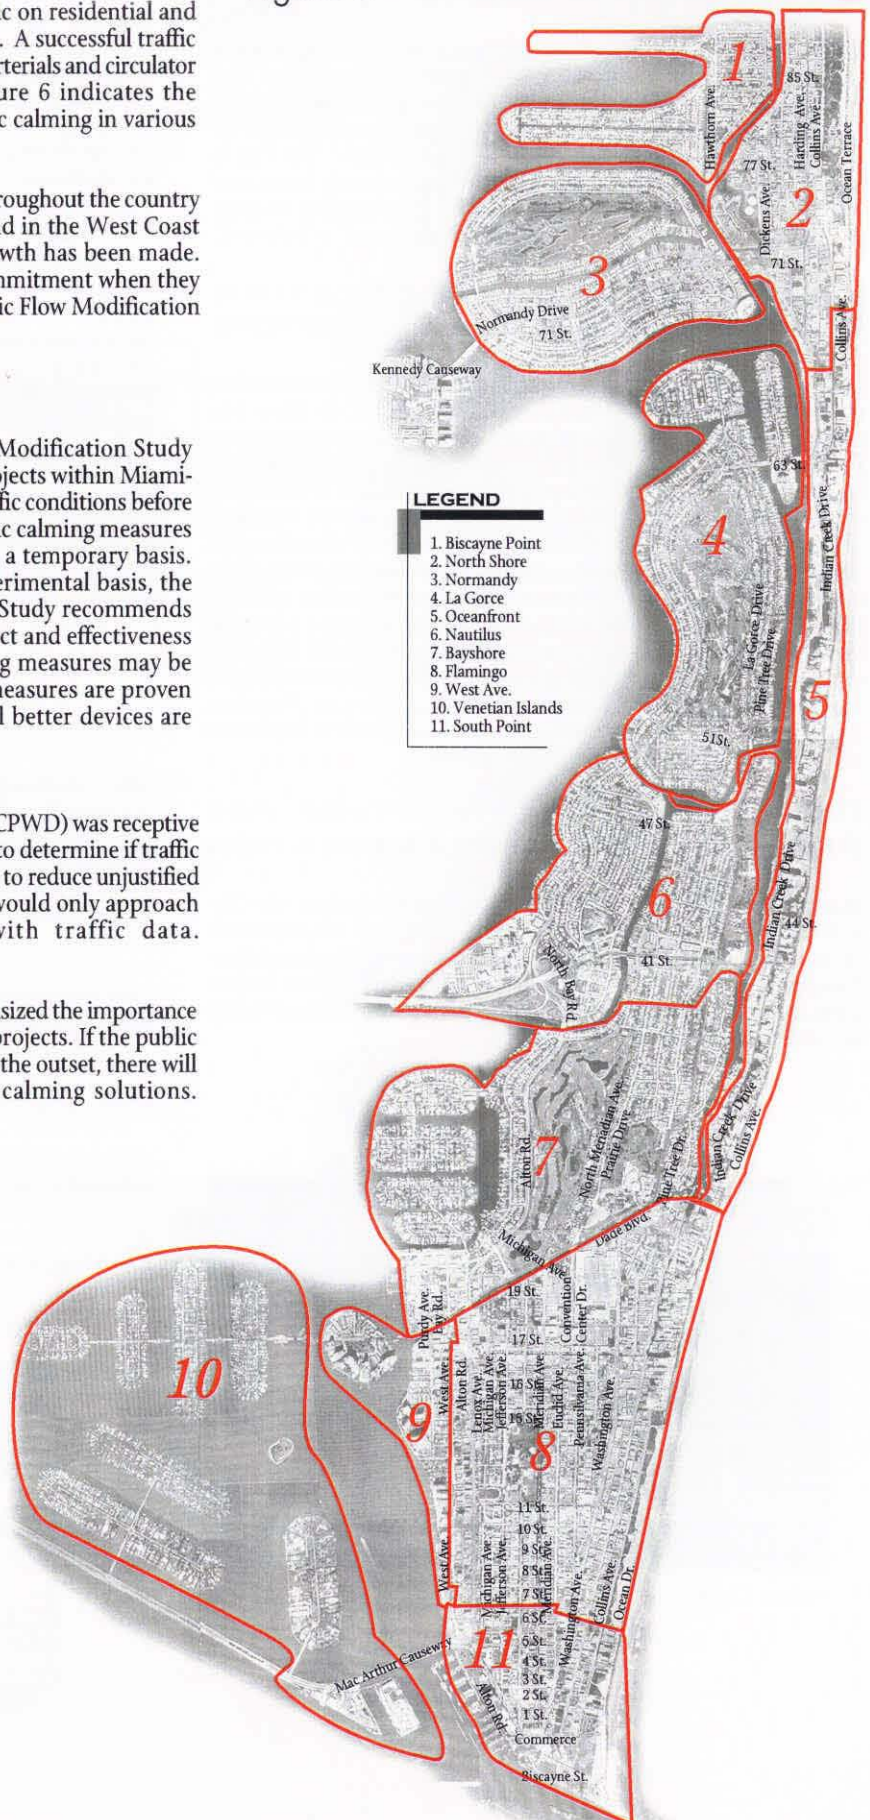 c on residential and
. A successful traffic
rterials and circulator
ure 6 indicates the
c calming in various
roughout the country
d in the West Coast
wth has been made.
mmitment when they
ic Flow Modification
Modification Study
ojects within Miami-
fic conditions before
ic calming measures
a temporary basis.
erimental basis, the
Study recommends
ct and effectiveness
g measures may be
neasures are proven
l better devices are
CPWD) was receptive
to determine if traffic
to reduce unjustified
would only approach
with traffic data.
sized the importance
projects. If the public
the outset, there will
calming solutions.
1
85 St.
Hawthorn Ave.
Harding Ave.
Collins Ave.
Ocean Terrace
77 St.
2
Dickens Ave.
71 St.
3
Normandy Drive
71 St.
Collins Ave.
Kennedy Causeway
63 St.
LEGEND
1. Biscayne Point
2. North Shore
3. Normandy
4. La Gorce
5. Oceanfront
6. Nautilus
7. Bayshore
8. Flamingo
9. West Ave.
10. Venetian Islands
11. South Point
4
Indian Creek Drive
La Gorce Drive
Pine Tree Drive
5
51St.
47 St.
6
Indian Creek Drive
44 St.
41 St.
North Bay Rd.
7
Alton Rd.
North Meridian Ave.
Prairie Drive
Pine Tree Dr.
Indian Creek Drive
Collins Ave.
Dade Blvd.
Michigan Ave.
19 St.
Convention
Center Dr.
Purdy Ave.
Bay Rd.
17 St.
10
West Ave.
Alton Rd.
Lenox Ave.
Michigan Ave.
Jefferson Ave.
16 St.
Meridian Ave.
Euclid Ave.
Pennsylvania Ave.
Washington Ave.
15 St.
9
8
11 St.
10 St.
9 St.
8 St.
7 St.
West Ave.
Michigan Ave.
Jefferson Ave.
Meridian Ave.
Washington Ave.
Collins Ave.
Ocean Dr.
6 St.
11
5 St.
4 St.
3 St.
2 St.
1 St.
Mac Arthur Causeway
Alton Rd.
Commerce
Biscayne St.